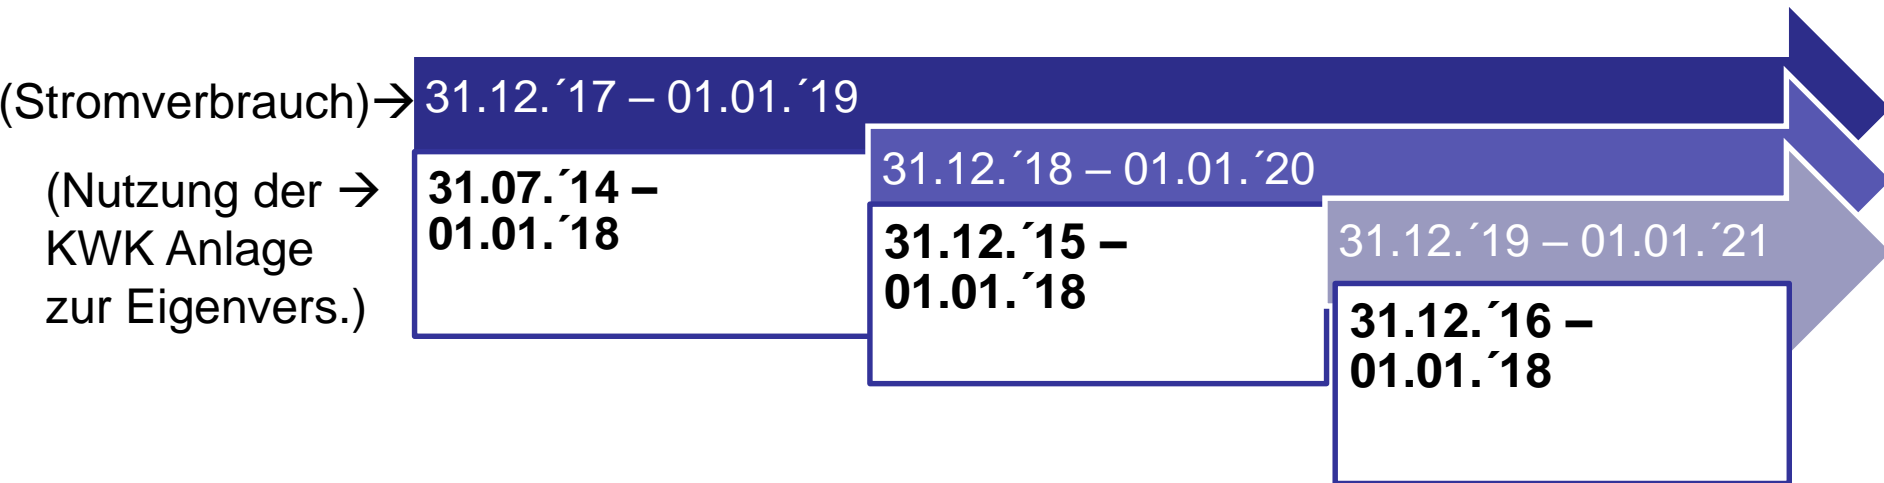 (Stromverbrauch)→
31.12.´17 – 01.01.´19
(Nutzung der →
KWK Anlage
zur Eigenvers.)
31.07.´14 –
01.01.´18
31.12.´18 – 01.01.´20
31.12.´15 –
01.01.´18
31.12.´19 – 01.01.´21
31.12.´16 –
01.01.´18